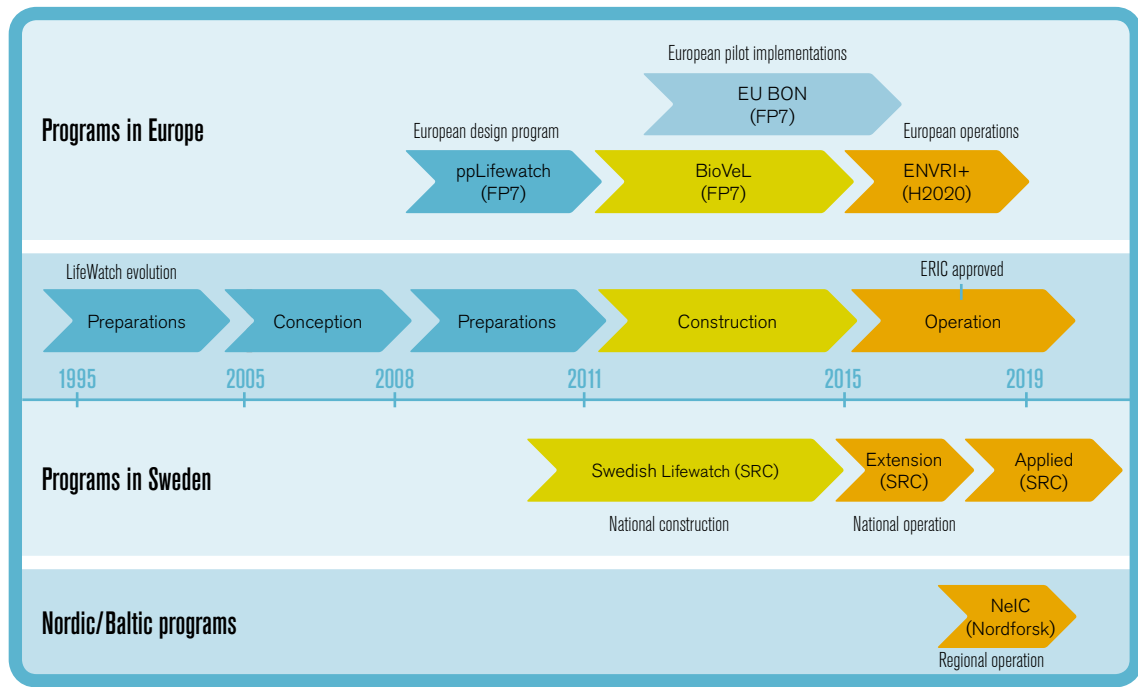 European pilot implementations
EU BON
(FP7)
Programs in Europe
European design program
European operations
ppLifewatch
(FP7)
BioVeL
(FP7)
ENVRI+
(H2020)
LifeWatch evolution
ERIC approved
Preparations
Conception
Preparations
Construction
Operation
1995
2005
2008
2011
2015
2019
Programs in Sweden
Swedish Lifewatch (SRC)
Extension
(SRC)
Applied
(SRC)
National construction
National operation
Nordic/Baltic programs
NeIC
(Nordforsk)
Regional operation